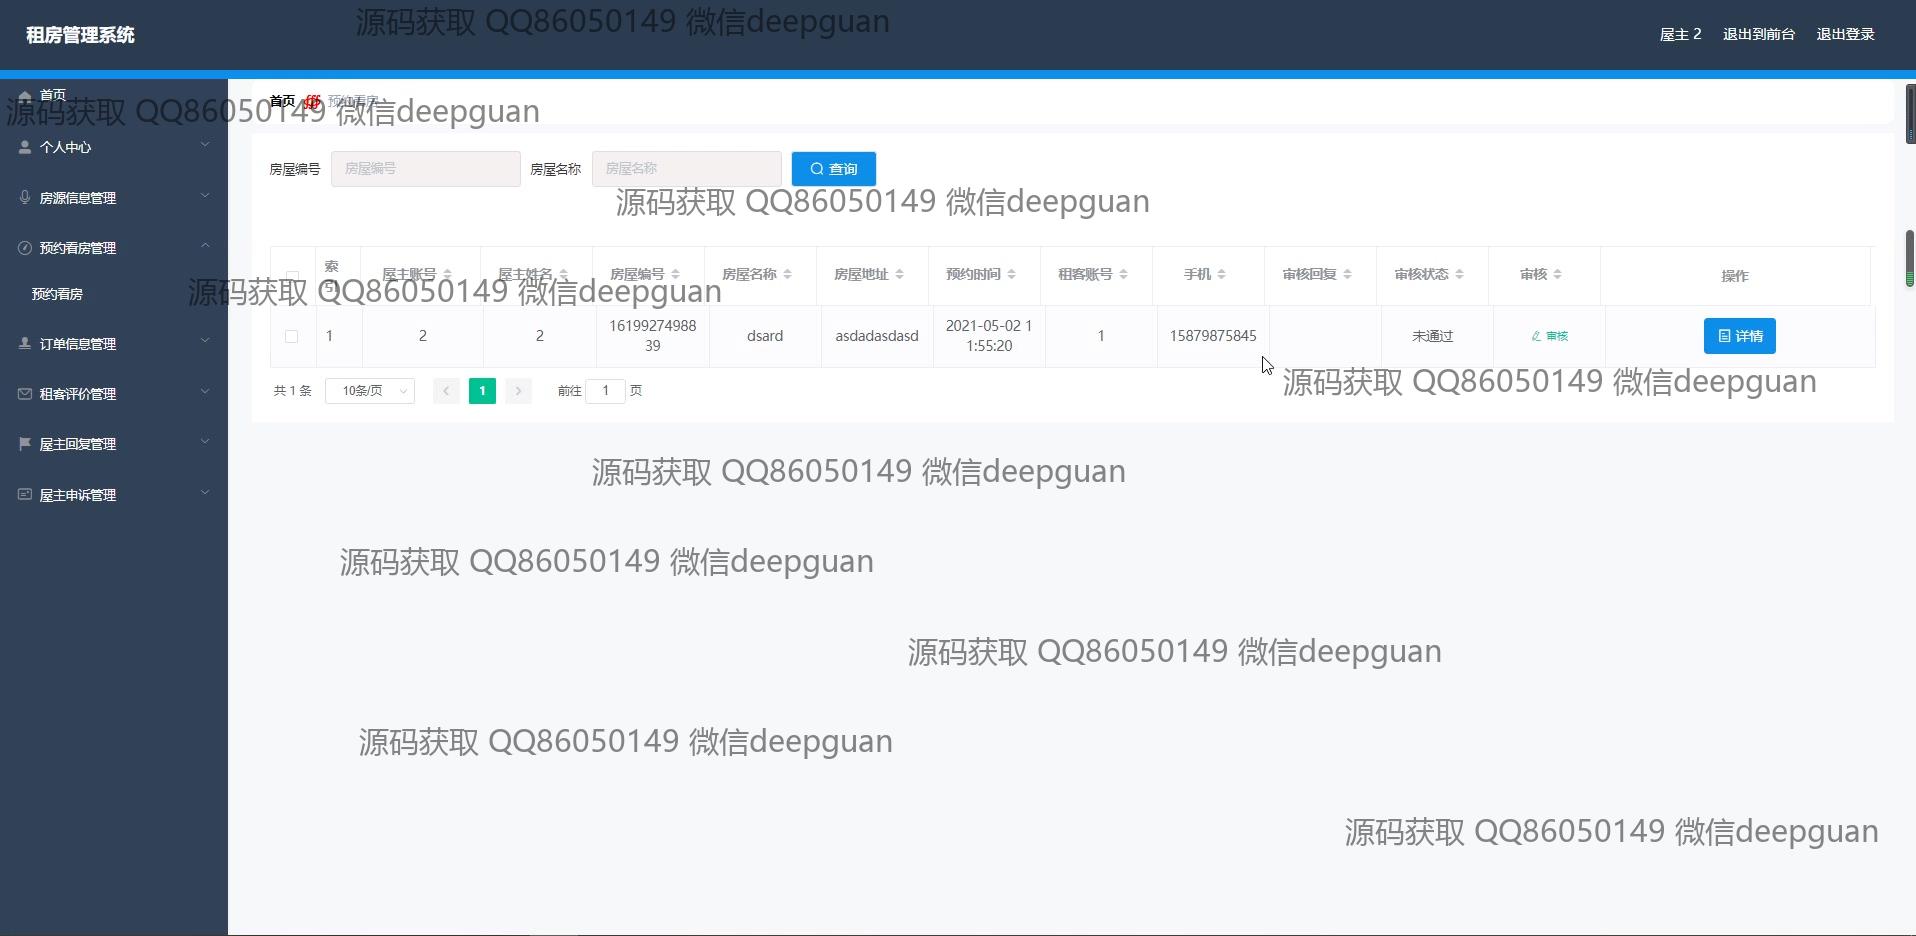 租房管理系统
源码获取 QQ86050149 微信deepguan
屋主 2 退出到前台 退出登录
首页
源码获取 QQ86050149 微信deepguan
首页 fff 预约看房
个人中心
房源信息管理
预约看房管理
预约看房
订单信息管理
租客评价管理
屋主回复管理
屋主申诉管理
房屋编号 房屋编号 房屋名称 房屋名称 查询
源码获取 QQ86050149 微信deepguan
索引 屋主账号 屋主姓名 房屋编号 房屋名称 房屋地址 预约时间 租客账号 手机 审核回复 审核状态 审核 操作
源码获取 QQ86050149 微信deepguan
1 2 2 16199274988 dsard asdadasdasd 2021-05-02 1 1 15879875845 未通过 审核 详情
39 1:55:20
源码获取 QQ86050149 微信deepguan
共 1 条 10条/页 1 前往 1 页
源码获取 QQ86050149 微信deepguan
源码获取 QQ86050149 微信deepguan
源码获取 QQ86050149 微信deepguan
源码获取 QQ86050149 微信deepguan
源码获取 QQ86050149 微信deepguan